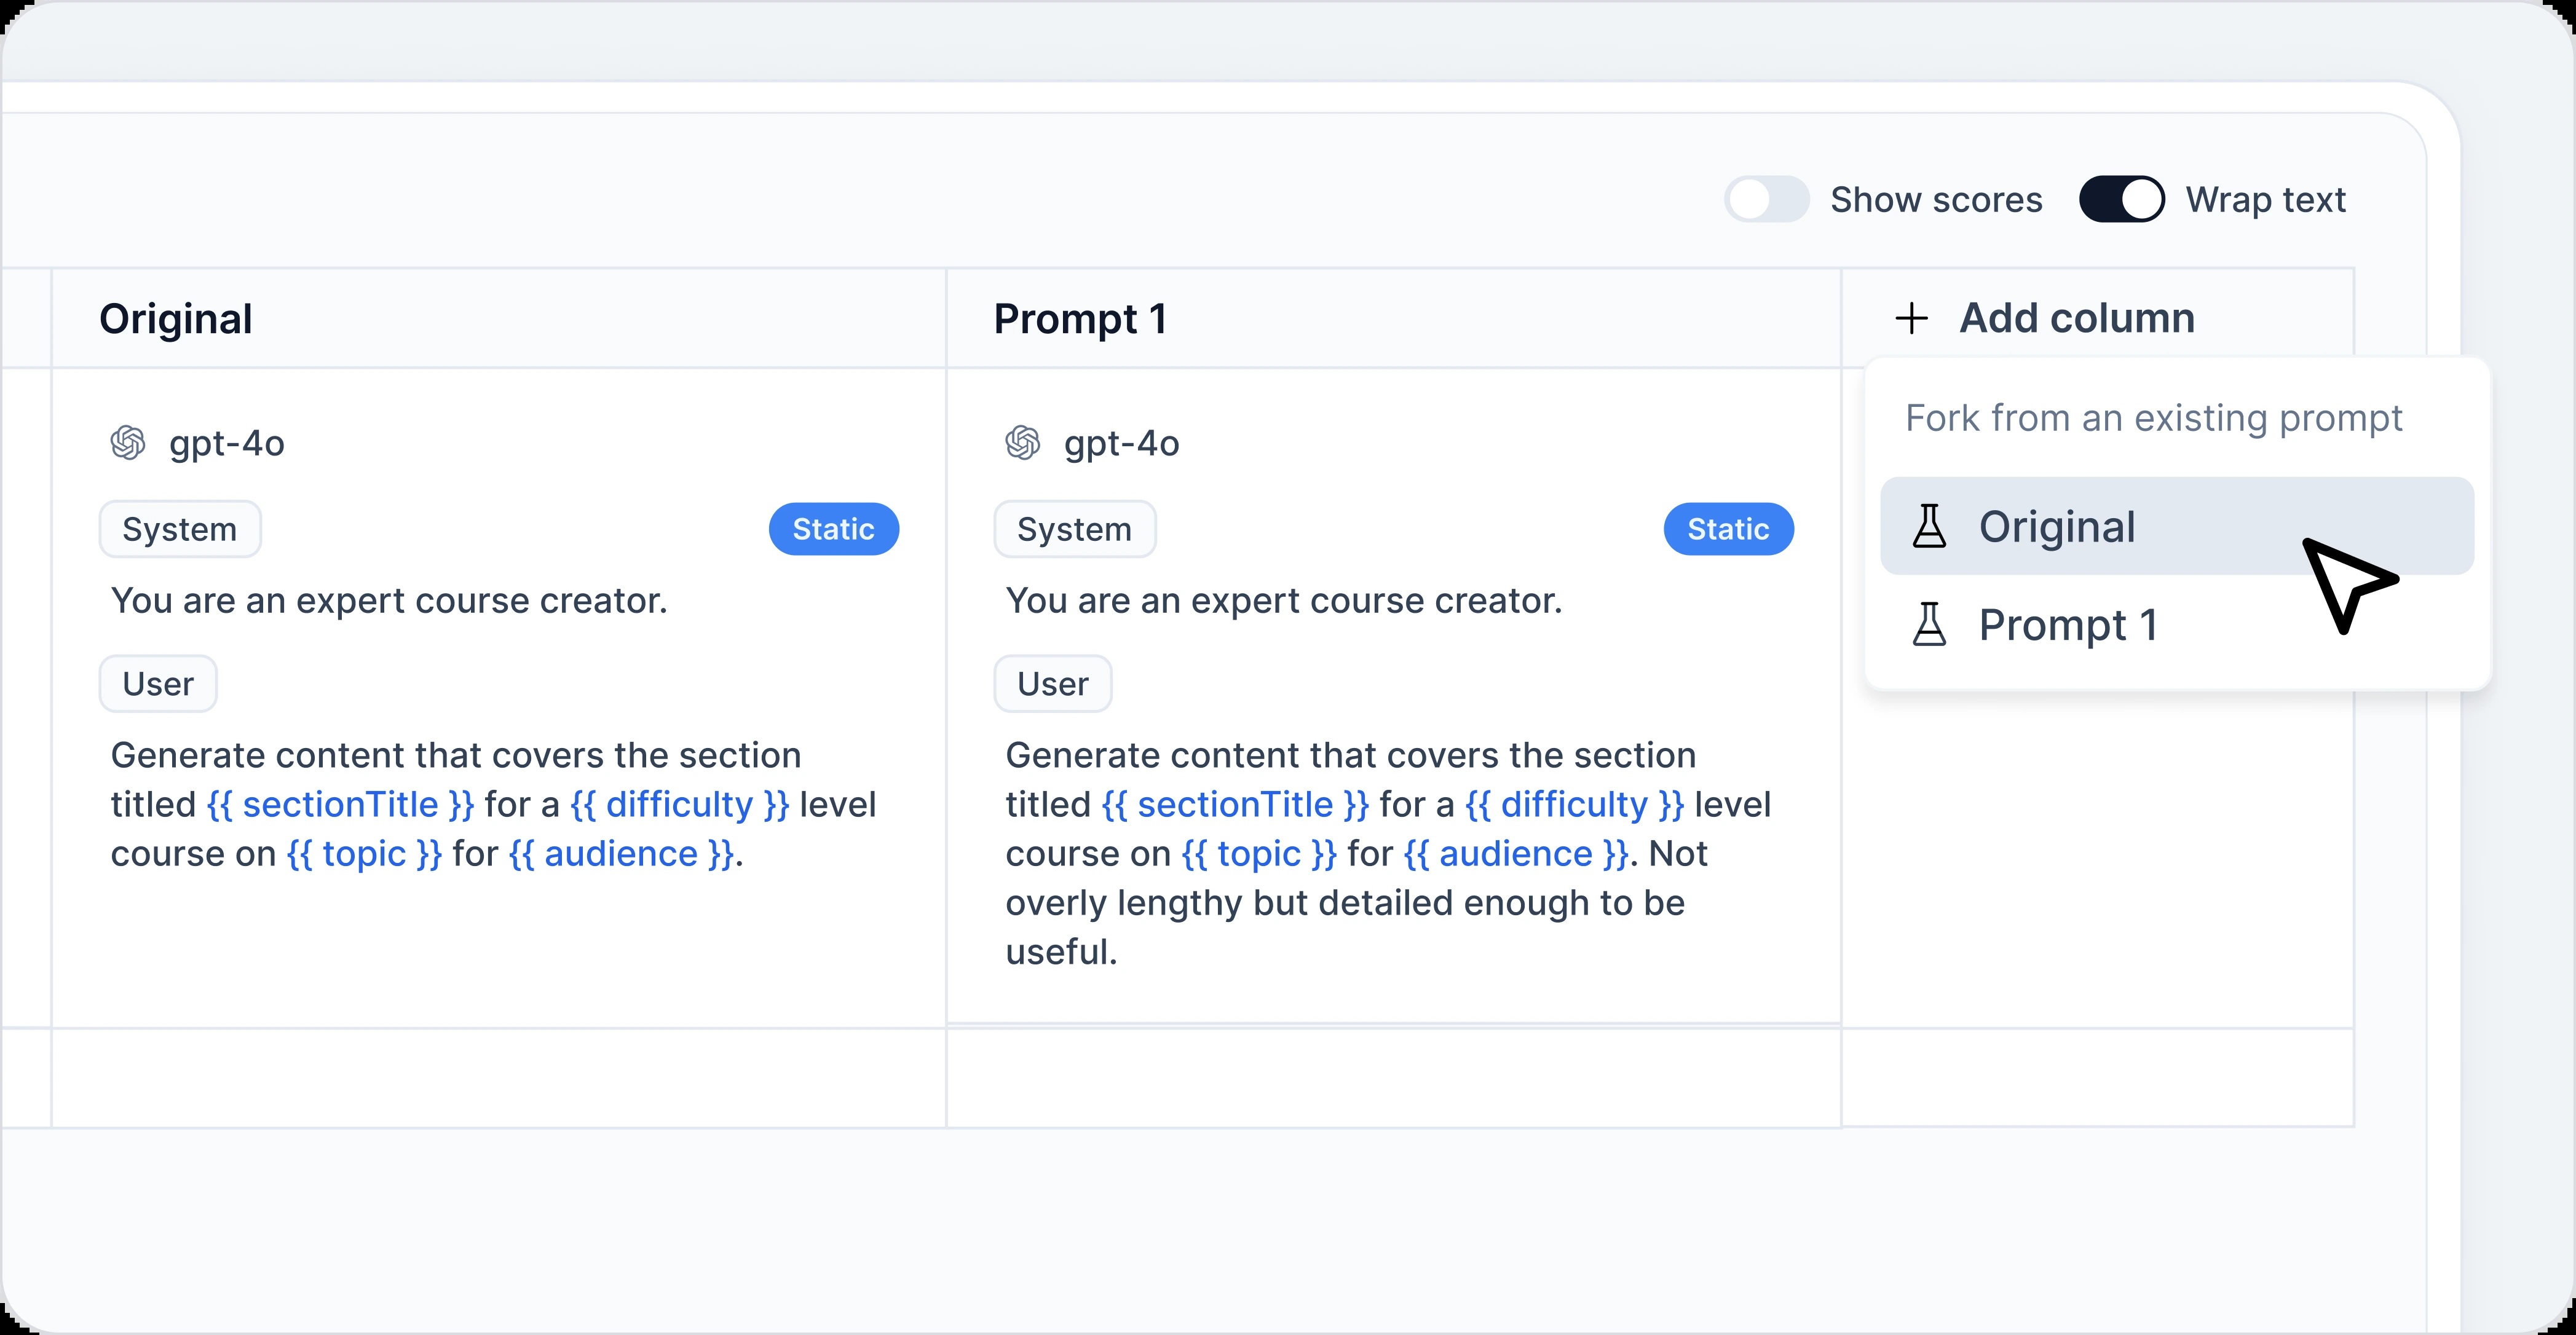 Show scores
Wrap text
Original
Prompt 1
Add column
gpt-4o
System
Static
You are an expert course creator.
User
Generate content that covers the section
titled {{ sectionTitle }} for a {{ difficulty }} level
course on {{ topic }} for {{ audience }}.
gpt-4o
System
Static
You are an expert course creator.
User
Generate content that covers the section
titled {{ sectionTitle }} for a {{ difficulty }} level
course on {{ topic }} for {{ audience }}. Not
overly lengthy but detailed enough to be
useful.
Fork from an existing prompt
Original
Prompt 1